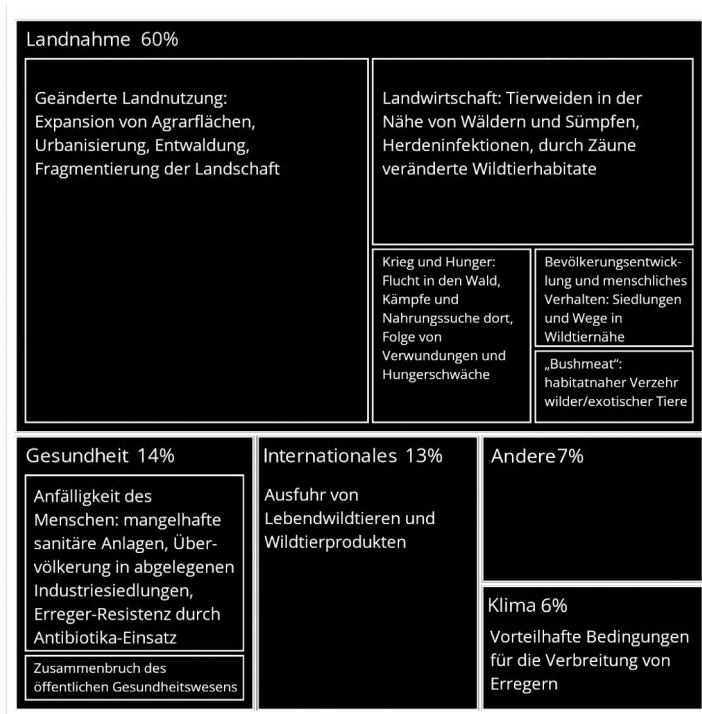 Landnahme 60%
Geänderte Landnutzung:
Expansion von Agrarflächen,
Urbanisierung, Entwaldung,
Fragmentierung der Landschaft
Landwirtschaft: Tierweiden in der
Nähe von Wäldern und Sümpfen,
Herdeninfektionen, durch Zäune
veränderte Wildtierhabitate
Krieg und Hunger:
Flucht in den Wald,
Kämpfe und
Nahrungssuche dort,
Folge von
Verwundungen und
Hungerschwäche
Bevölkerungsentwick-
lung und menschliches
Verhalten: Siedlungen
und Wege in
Wildtiernähe
„Bushmeat“:
habitatnaher Verzehr
wilder/exotischer Tiere
Gesundheit 14%
Anfälligkeit des
Menschen: mangelhafte
sanitäre Anlagen, Über-
völkerung in abgelegenen
Industriesiedlungen,
Erreger-Resistenz durch
Antibiotika-Einsatz
Zusammenbruch des
öffentlichen Gesundheitswesens
Internationales 13%
Ausfuhr von
Lebendwildtieren und
Wildtierprodukten
Andere7%
Klima 6%
Vorteilhafte Bedingungen
für die Verbreitung von
Erregern